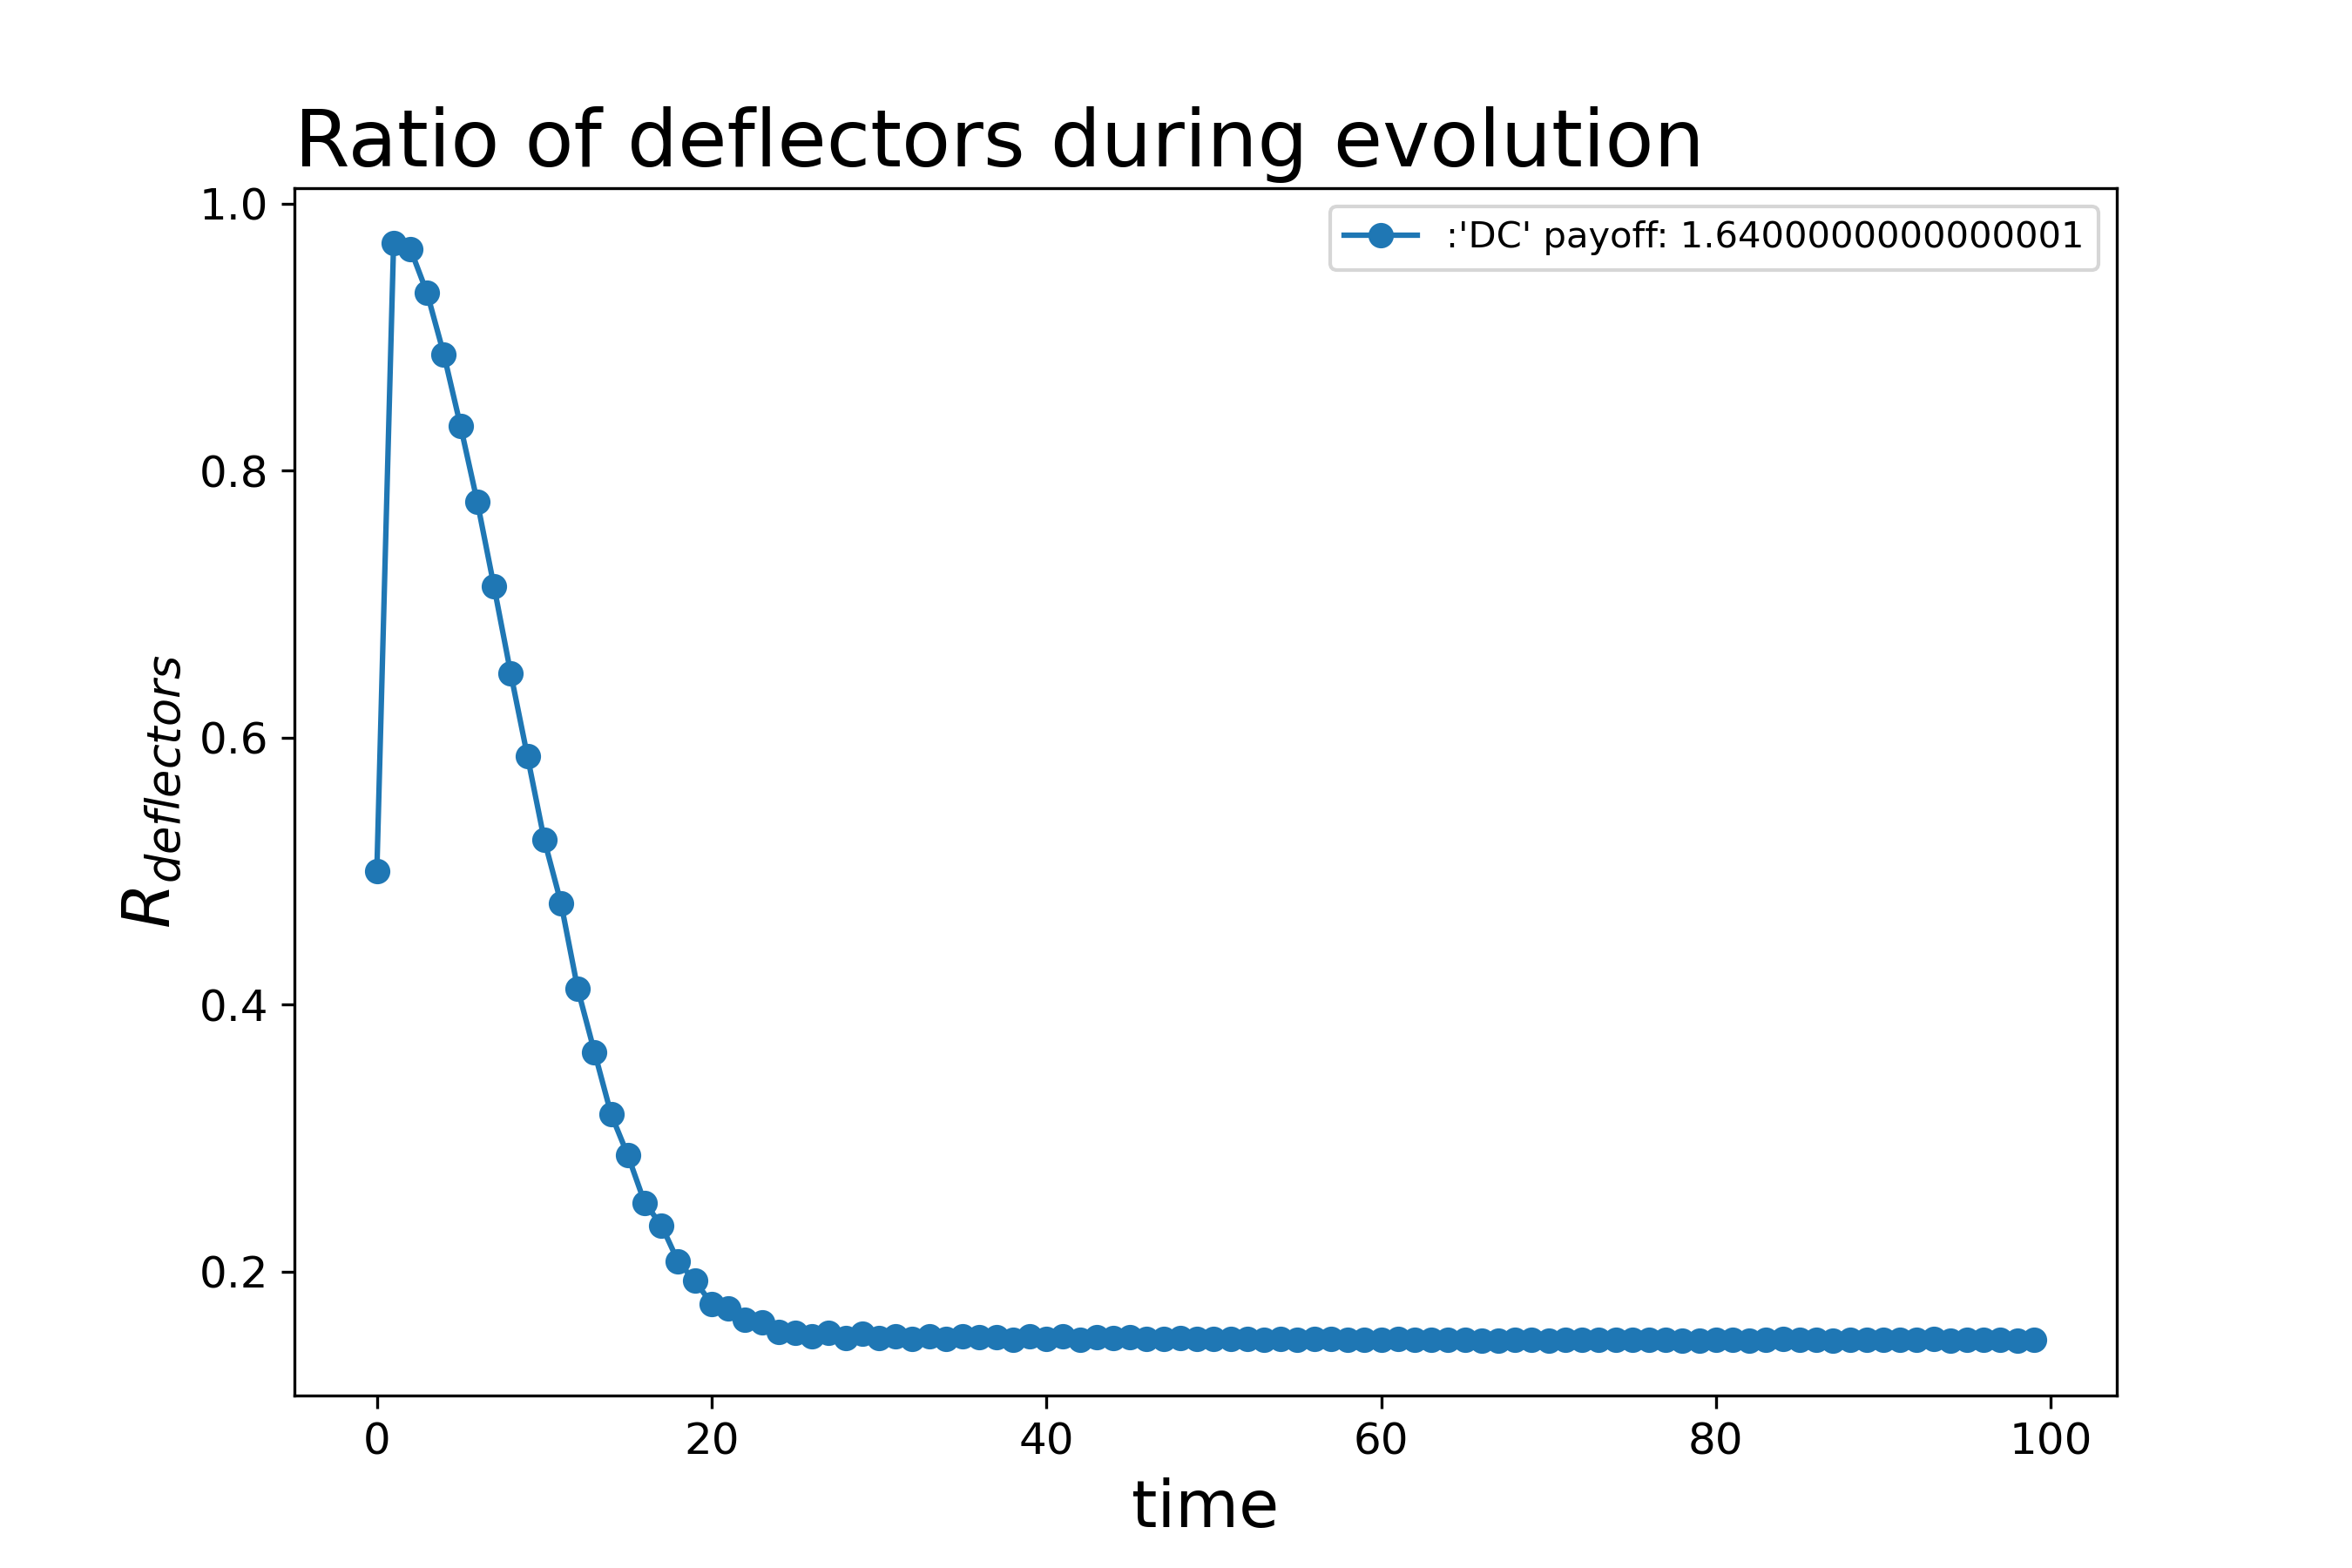 Ratio of deflectors during evolution
:'DC' payoff: 1.6400000000000001
1.0
0.8
0.6
0.4
0.2
R_deflectors
0 20 40 60 80 100
time